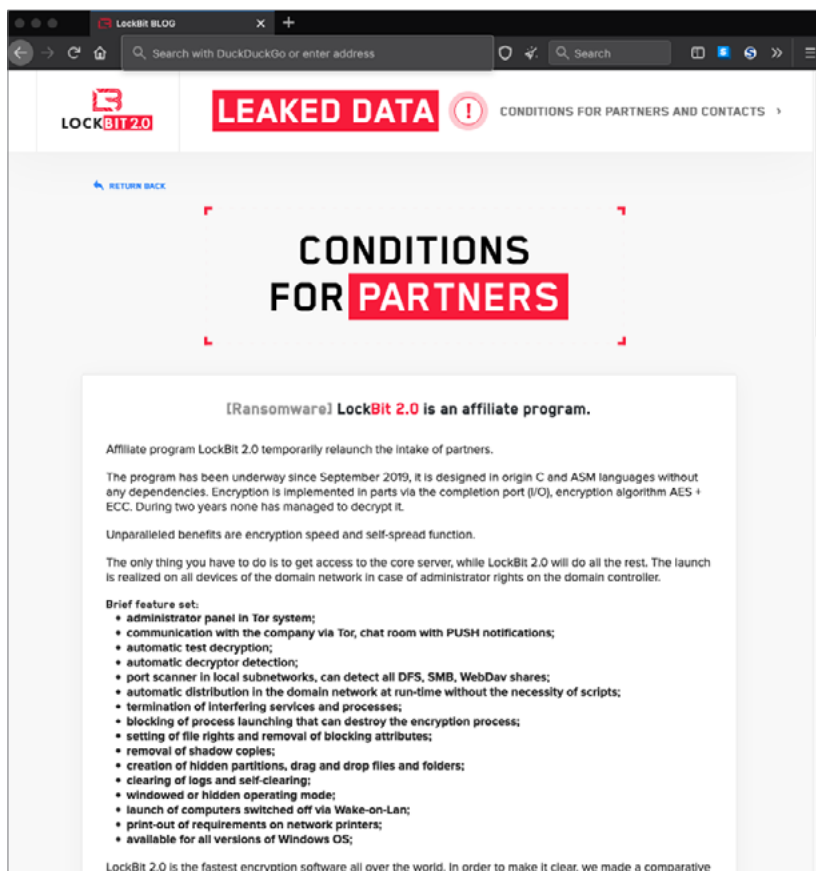 LockBit BLOG
Search with DuckDuckGo or enter address
Search
LOCKBIT 2.0
LEAKED DATA
CONDITIONS FOR PARTNERS AND CONTACTS
RETURN BACK
CONDITIONS
FOR PARTNERS
[Ransomware] LockBit 2.0 is an affiliate program.
Affiliate program LockBit 2.0 temporarily relaunch the intake of partners.
The program has been underway since September 2019, it is designed in origin C and ASM languages without
any dependencies. Encryption is implemented in parts via the completion port (I/O), encryption algorithm AES +
ECC. During two years none has managed to decrypt it.
Unparalleled benefits are encryption speed and self-spread function.
The only thing you have to do is to get access to the core server, while LockBit 2.0 will do all the rest. The launch
is realized on all devices of the domain network in case of administrator rights on the domain controller.
Brief feature set:
• administrator panel in Tor system;
• communication with the company via Tor, chat room with PUSH notifications;
• automatic test decryption;
• automatic decryptor detection;
• port scanner in local subnetworks, can detect all DFS, SMB, WebDav shares;
• automatic distribution in the domain network at run-time without the necessity of scripts;
• termination of interfering services and processes;
• blocking of process launching that can destroy the encryption process;
• setting of file rights and removal of blocking attributes;
• removal of shadow copies;
• creation of hidden partitions, drag and drop files and folders;
• clearing of logs and self-clearing;
• windowed or hidden operating mode;
• launch of computers switched off via Wake-on-Lan;
• print-out of requirements on network printers;
• available for all versions of Windows OS;
LockBit 2.0 is the fastest encryption software all over the world. In order to make it clear, we made a comparative